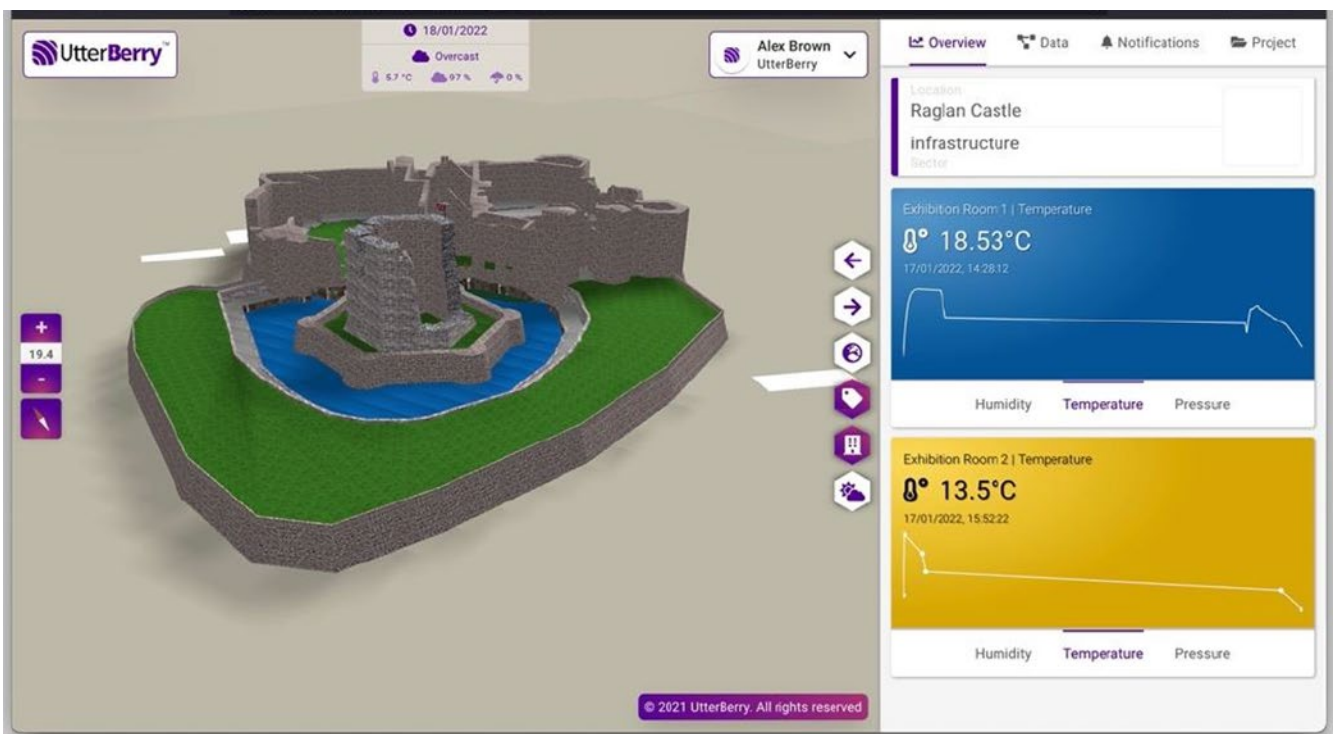 UtterBerry™
18/01/2022
Overcast
5.7 °C 97 % 0 %
Alex Brown
UtterBerry
+
19.4
-
© 2021 UtterBerry. All rights reserved
Overview Data Notifications Project
Location
Raglan Castle
infrastructure
Sector
Exhibition Room 1 | Temperature
18.53°C
17/01/2022, 14:28:12
Humidity Temperature Pressure
Exhibition Room 2 | Temperature
13.5°C
17/01/2022, 15:52:22
Humidity Temperature Pressure